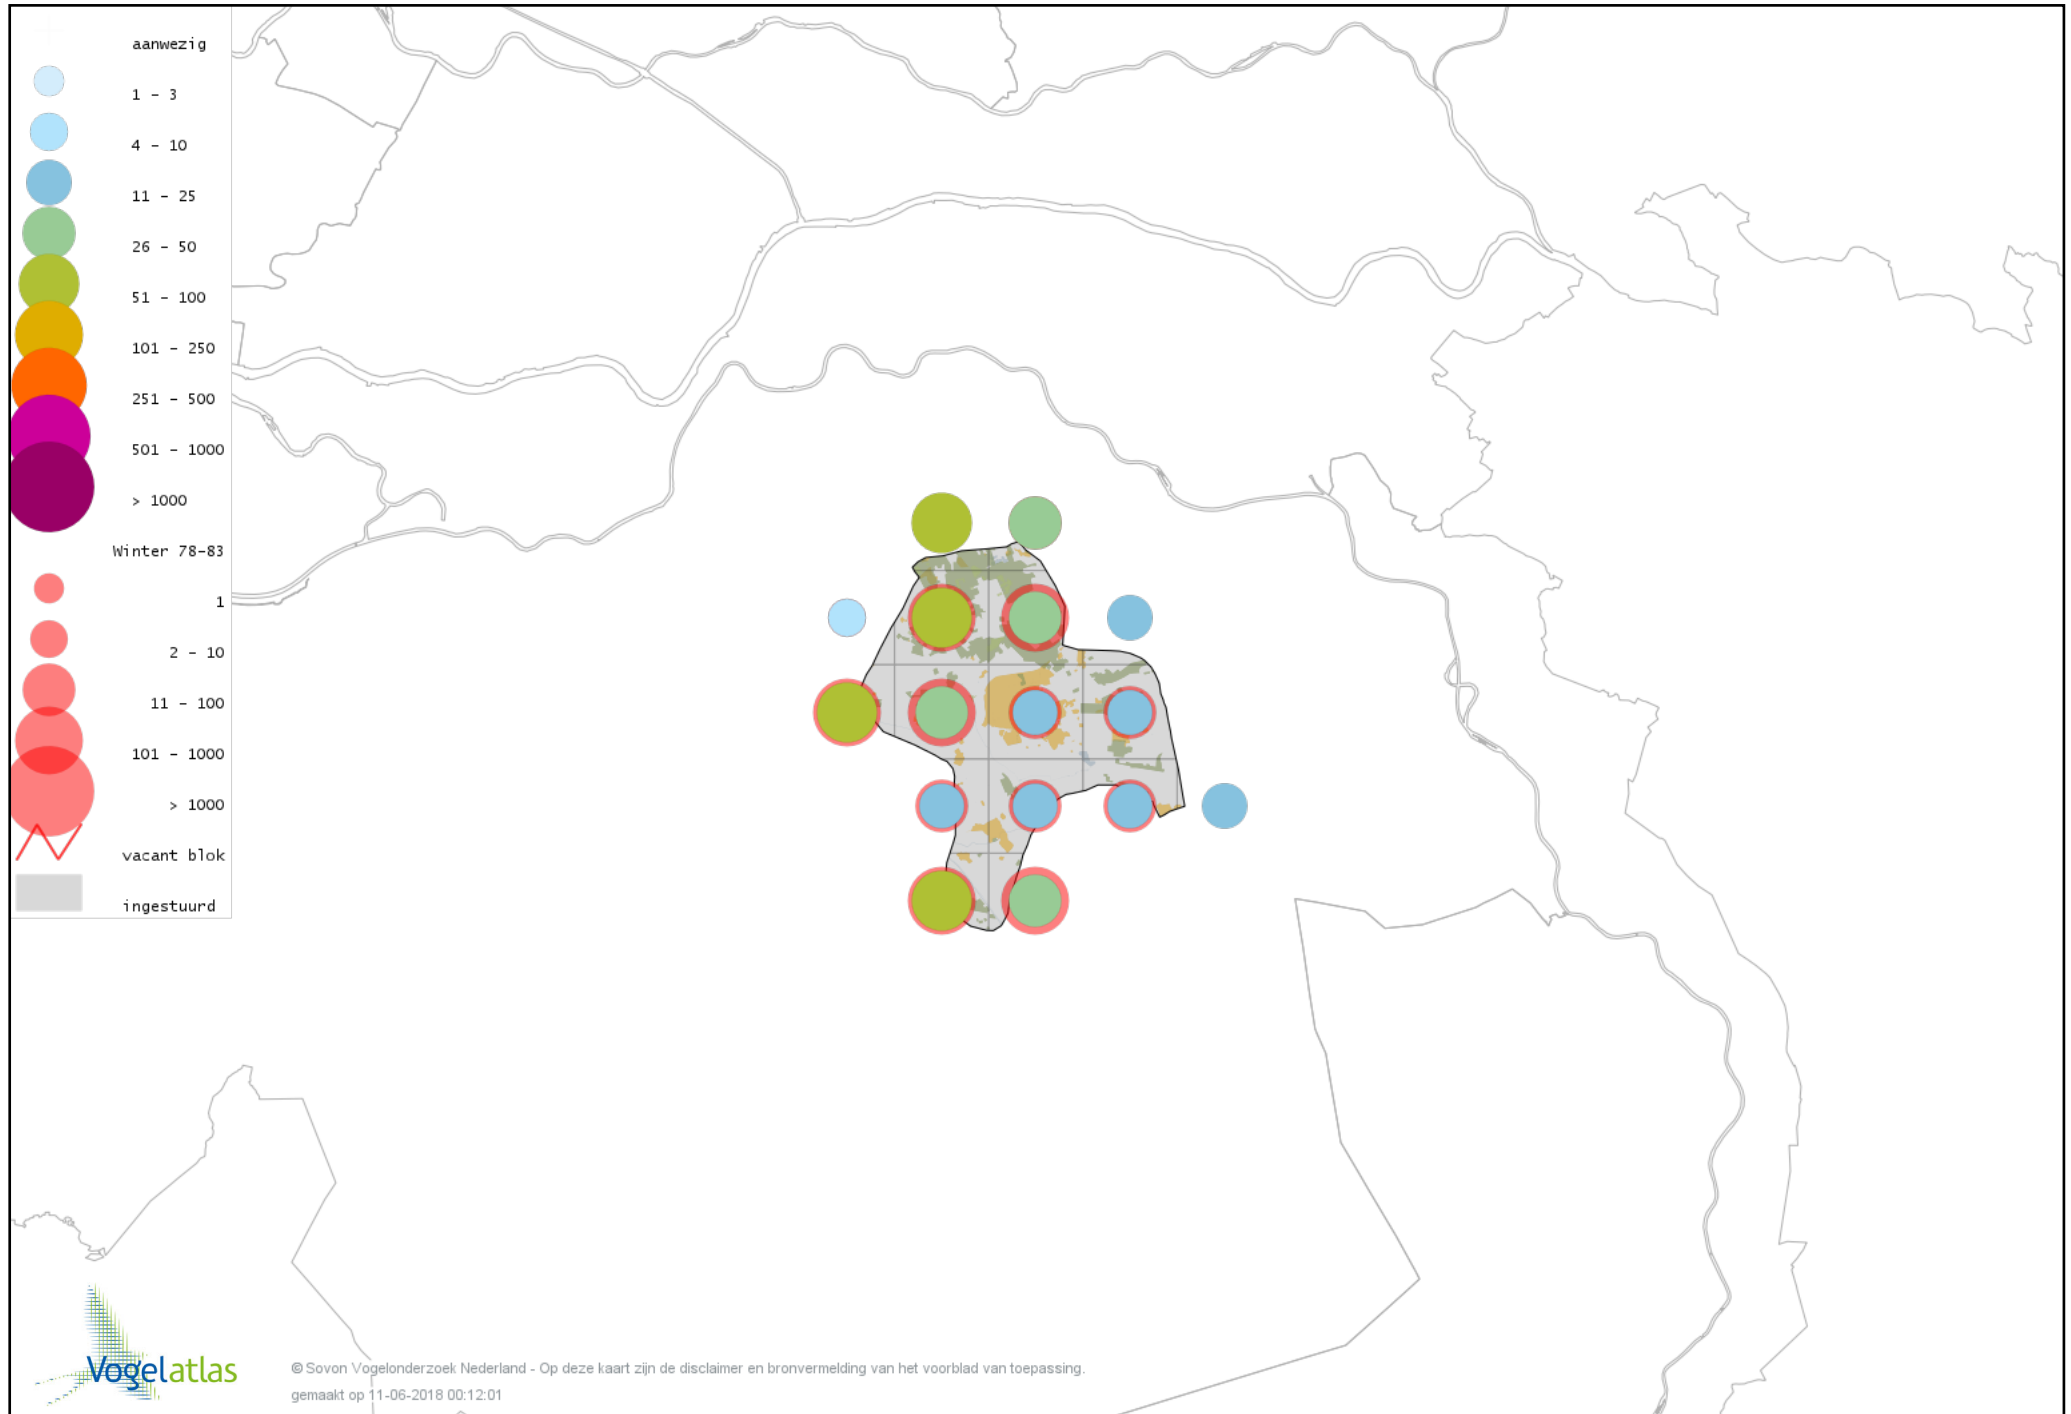 aanwezig
1 - 3
4 - 10
11 - 25
26 - 50
51 - 100
101 - 250
251 - 500
501 - 1000
> 1000
Winter 78-83
1
2 - 10
11 - 100
101 - 1000
> 1000
vacant blok
ingestuurd
Vogelatlas
© Sovon Vogelonderzoek Nederland - Op deze kaart zijn de disclaimer en bronvermelding van het voorblad van toepassing.
gemaakt op 11-06-2018 00:12:01